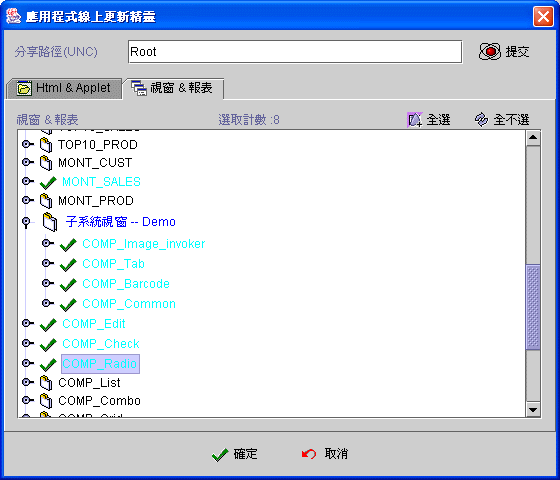 應用程式線上更新精靈
分享路徑(UNC) Root 提交
Html & Applet 視窗 & 報表
視窗 & 報表 選取計數 :8 全選 全不選
TOP10_SALES
TOP10_PROD
MONT_CUST
MONT_SALES
MONT_PROD
子系統視窗 -- Demo
COMP_Image_invoker
COMP_Tab
COMP_Barcode
COMP_Common
COMP_Edit
COMP_Check
COMP_Radio
COMP_List
COMP_Combo
COMP_Grid
確定 取消